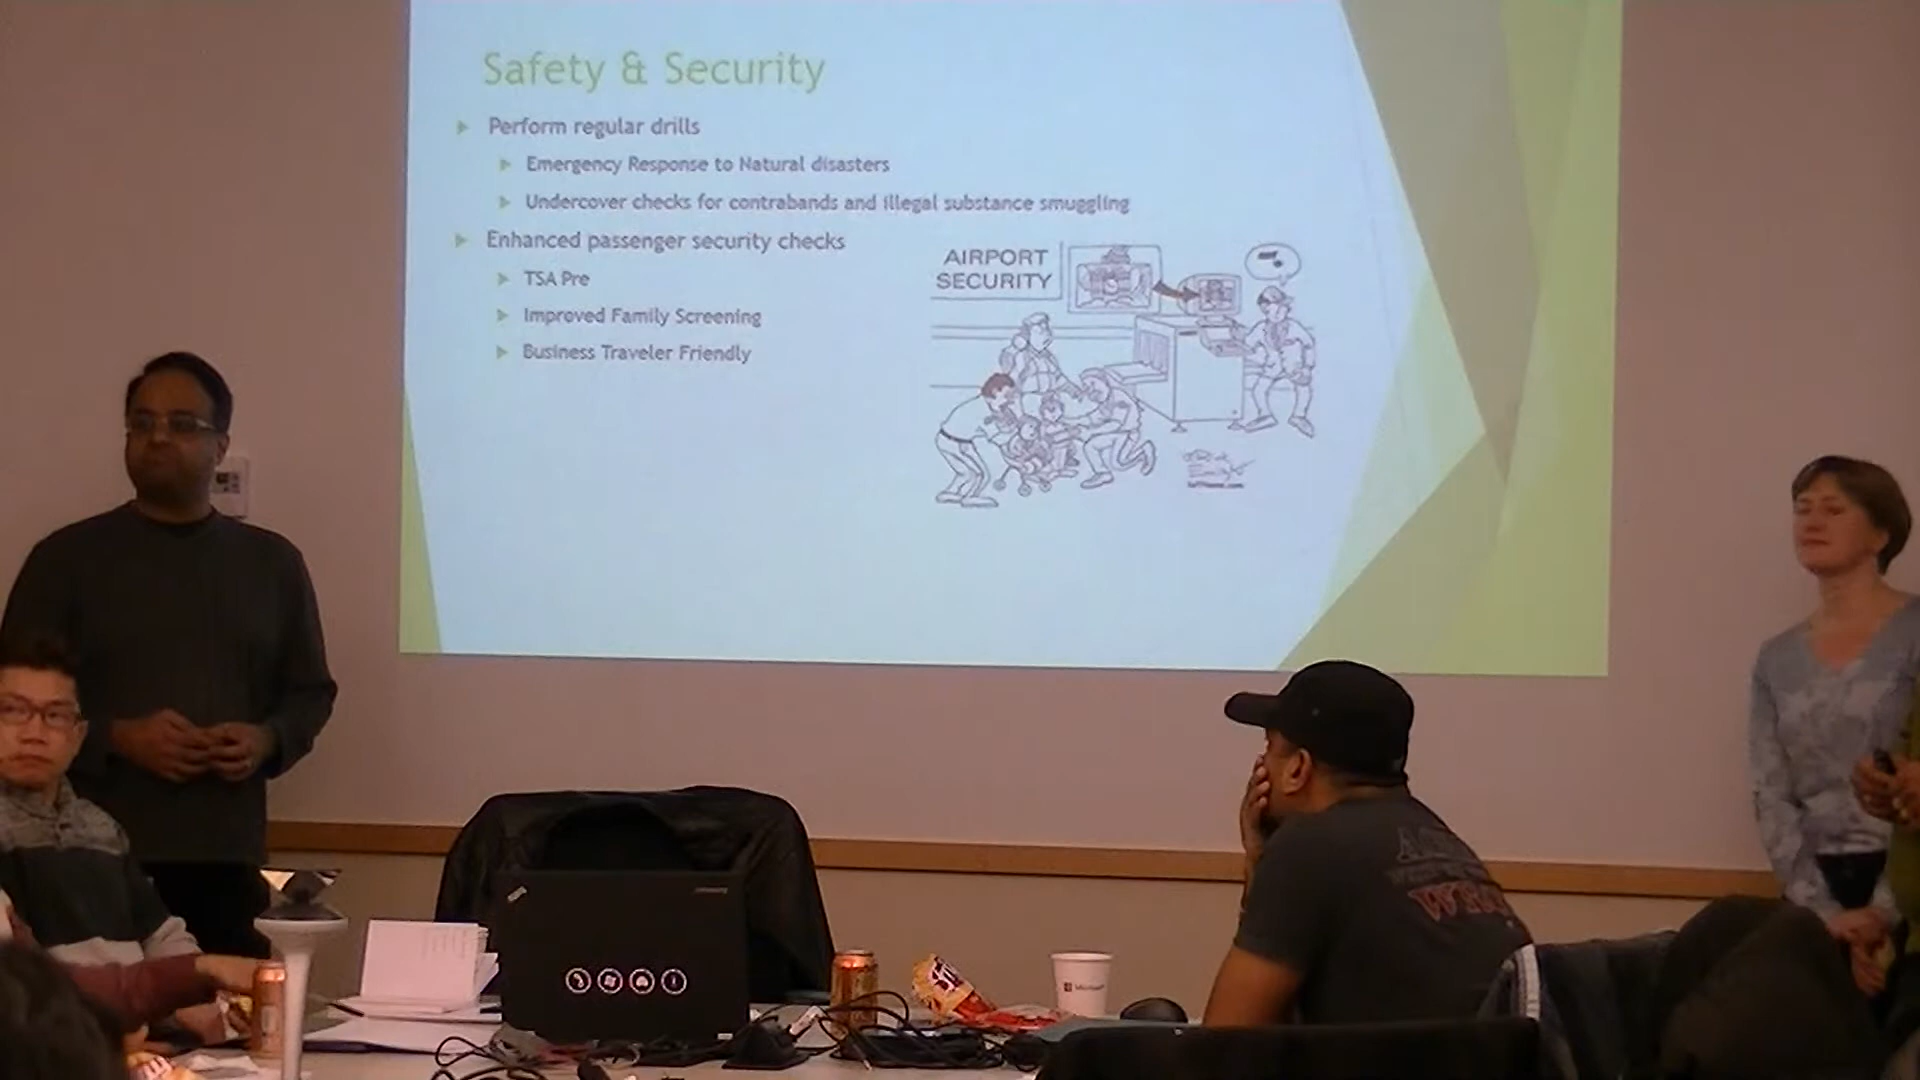 Safety & Security
Perform regular drills
Emergency Response to Natural disasters
Undercover checks for contrabands and illegal substance smuggling
Enhanced passenger security checks
TSA Pre
Improved Family Screening
Business Traveler Friendly
AIRPORT
SECURITY
Microsoft